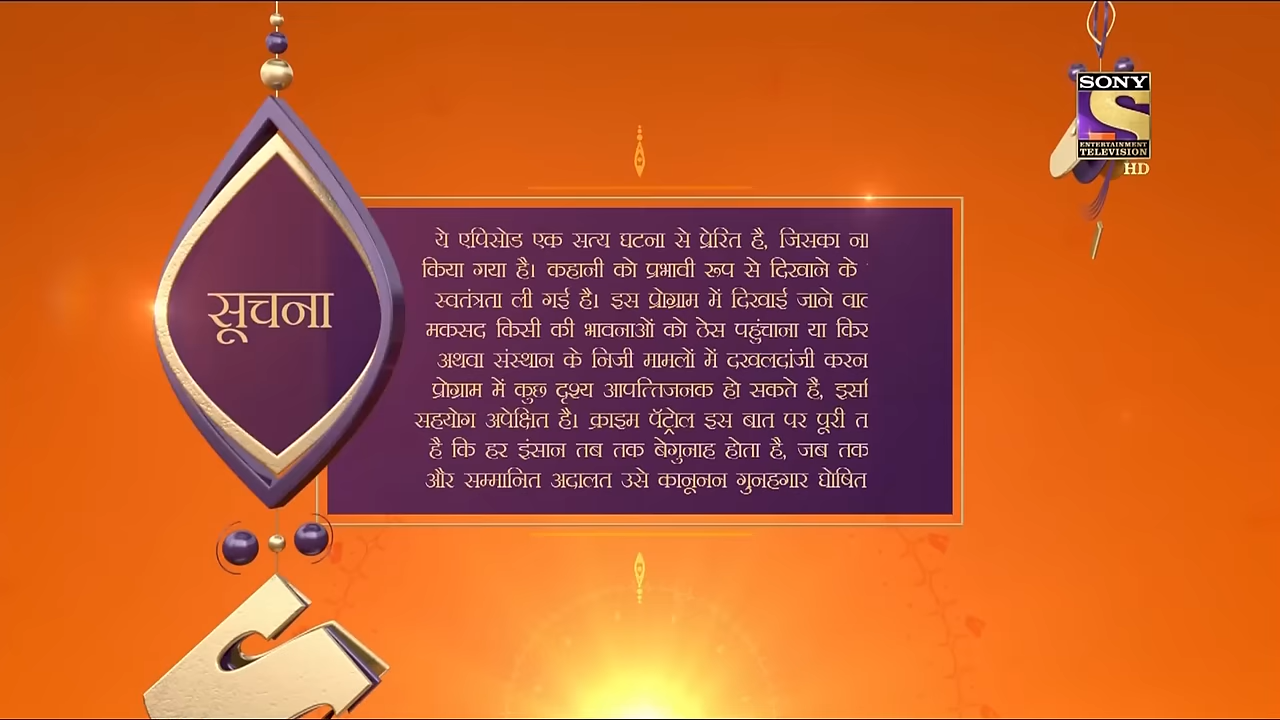 SONY
ENTERTAINMENT
TELEVISION
HD
सूचना
ये एपिसोड एक सत्य घटना से प्रेरित है, जिसका ना
किया गया है। कहानी को प्रभावी रूप से दिखाने के
स्वतंत्रता ली गई है। इस प्रोग्राम में दिखाई जाने
मकसद किसी की भावनाओं को ठेस पहुंचाना या
अथवा संस्थान के निजी मामलों में दखलदांजी करन
प्रोग्राम में कुछ दृश्य आपत्तिजनक हो सकते हैं,
सहयोग अपेक्षित है। क्राइम पॅट्रोल इस बात पर पूरी त
है कि हर इंसान तब तक बेगुनाह होता है, जब तक
और सम्मानित अदालत उसे कानूनन गुनहगार घोषित